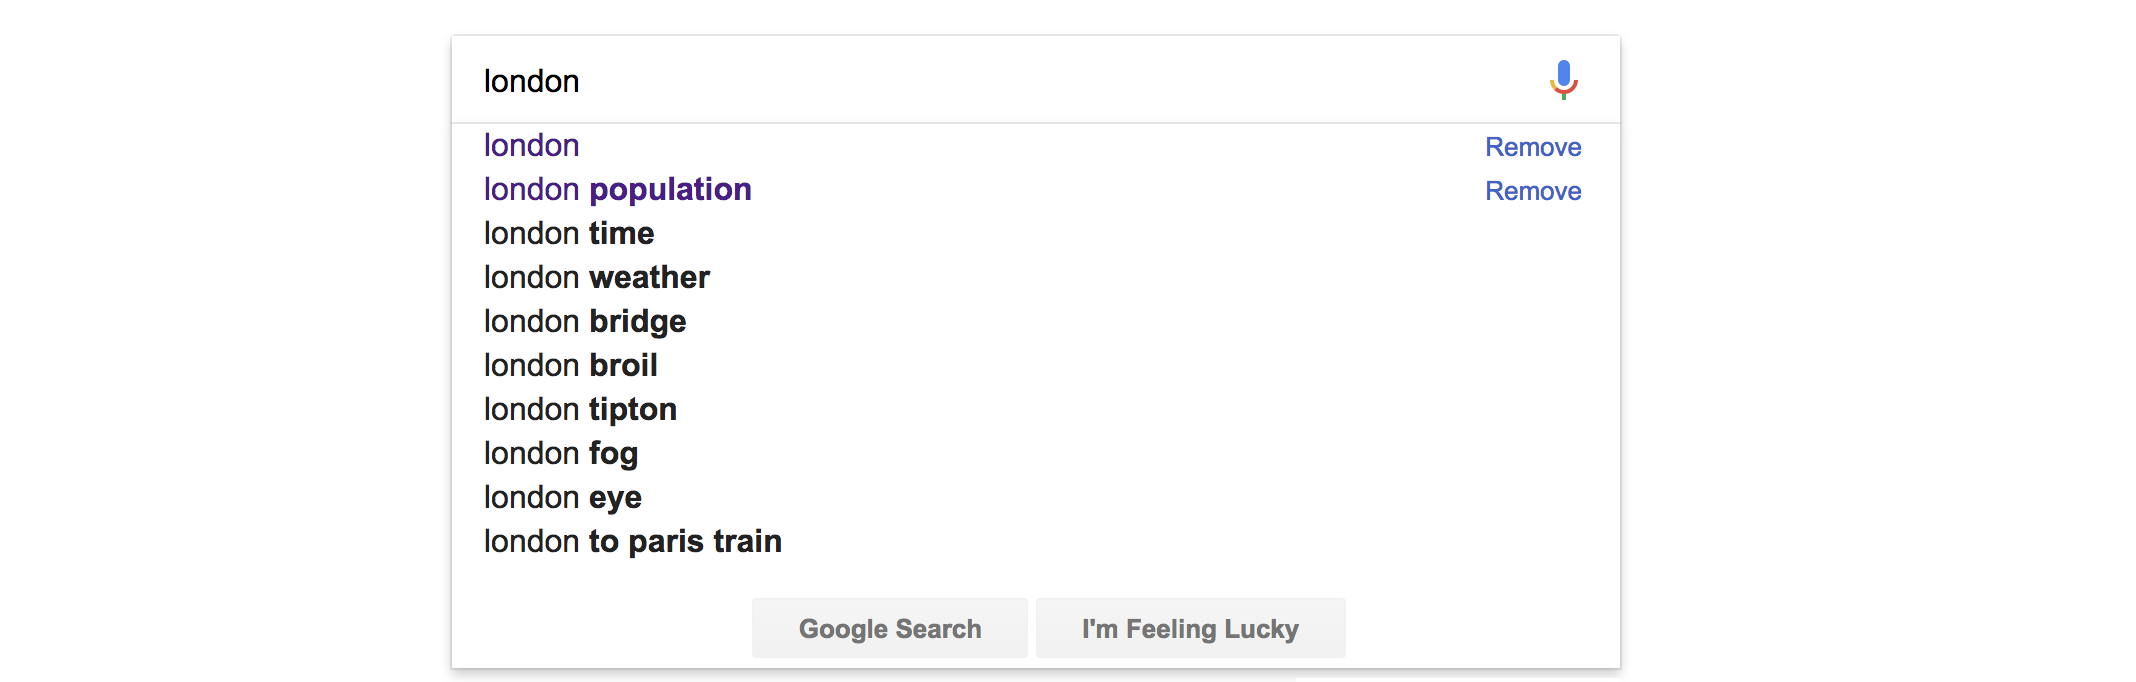 london
london Remove
london population Remove
london time
london weather
london bridge
london broil
london tipton
london fog
london eye
london to paris train
Google Search I'm Feeling Lucky